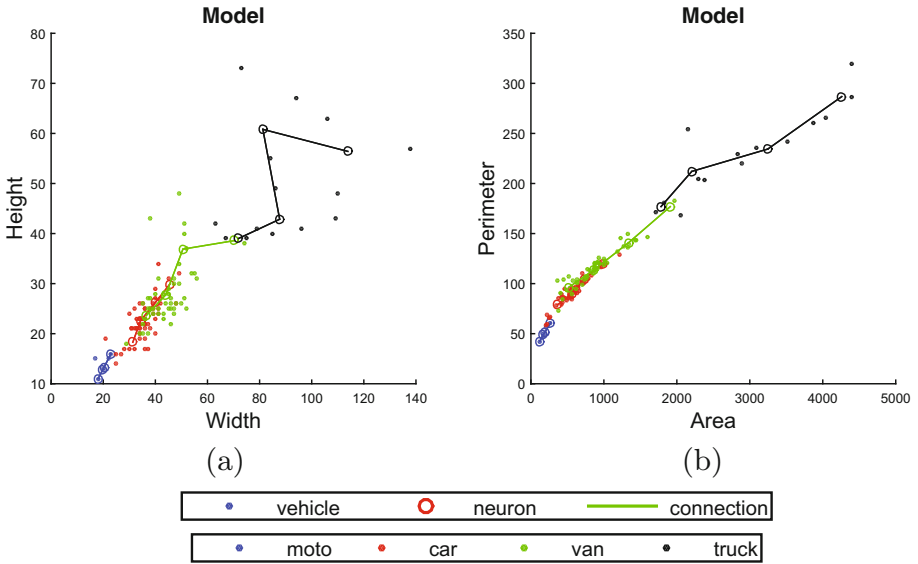 Model
80
70
60
50
40
30
20
10
Height
0 20 40 60 80 100 120 140
Width
(a)
Model
350
300
250
200
150
100
50
0
Perimeter
0 1000 2000 3000 4000 5000
Area
(b)
vehicle neuron connection
moto car van truck